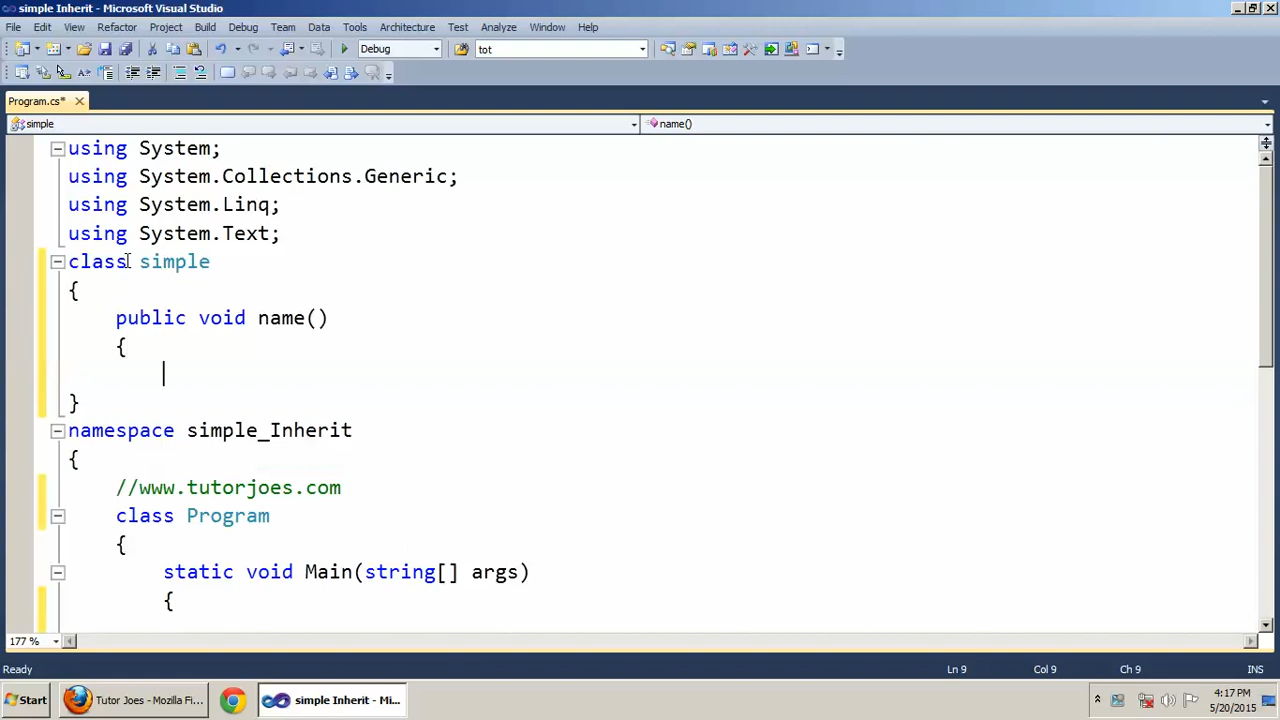 simple Inherit - Microsoft Visual Studio
File Edit View Refactor Project Build Debug Team Data Tools Architecture Test Analyze Window Help
Debug tot
Program.cs*
simple name()
using System;
using System.Collections.Generic;
using System.Linq;
using System.Text;
class simple
{
public void name()
{
}
namespace simple_Inherit
{
//www.tutorjoes.com
class Program
{
static void Main(string[] args)
{
177 %
Ready Ln 9 Col 9 Ch 9 INS
Start Tutor Joes - Mozilla Fi... simple Inherit - Mi... 4:17 PM
5/20/2015